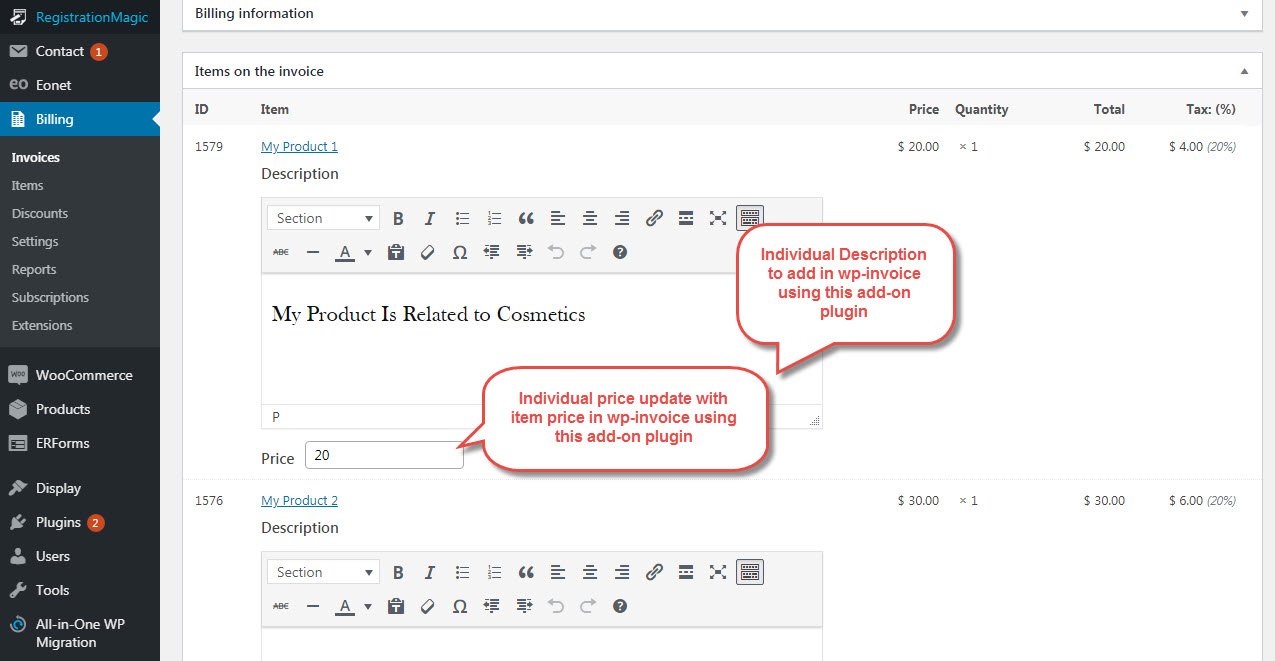 RegistrationMagic
Contact 1
eo Eonet
Billing
Invoices
Items
Discounts
Settings
Reports
Subscriptions
Extensions
WOO WooCommerce
Products
ERForms
Display
Plugins 2
Users
Tools
All-in-One WP
Migration
Billing information
Items on the invoice
ID Item Price Quantity Total Tax: (%)
1579 My Product 1 $ 20.00 × 1 $ 20.00 $ 4.00 (20%)
Description
Section B I
ABC A Ω ?
My Product Is Related to Cosmetics
P
Price 20
Individual Description
to add in wp-invoice
using this add-on
plugin
Individual price update with
item price in wp-invoice using
this add-on plugin
1576 My Product 2 $ 30.00 × 1 $ 30.00 $ 6.00 (20%)
Description
Section B I
ABC A Ω ?